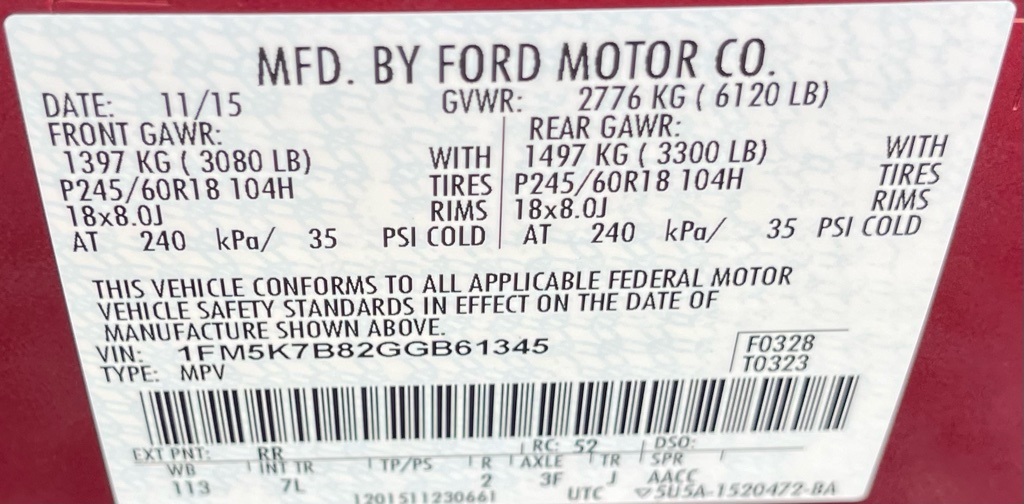 MFD. BY FORD MOTOR CO.
DATE: 11/15 GVWR: 2776 KG ( 6120 LB)
FRONT GAWR: REAR GAWR:
1397 KG ( 3080 LB) WITH 1497 KG ( 3300 LB) WITH
P245/60R18 104H TIRES P245/60R18 104H TIRES
18x8.0J RIMS 18x8.0J RIMS
AT 240 kPa/ 35 PSI COLD AT 240 kPa/ 35 PSI COLD
THIS VEHICLE CONFORMS TO ALL APPLICABLE FEDERAL MOTOR
VEHICLE SAFETY STANDARDS IN EFFECT ON THE DATE OF
MANUFACTURE SHOWN ABOVE.
VIN: 1FM5K7B82GGB61345 F0328
TYPE: MPV T0323
EXT PNT: RR RC: 52 DSO:
WB INT TR TP/PS R AXLE TR SPR
113 7L 2 3F J AACC
1201511230661 UTC 5U5A-1520472-BA